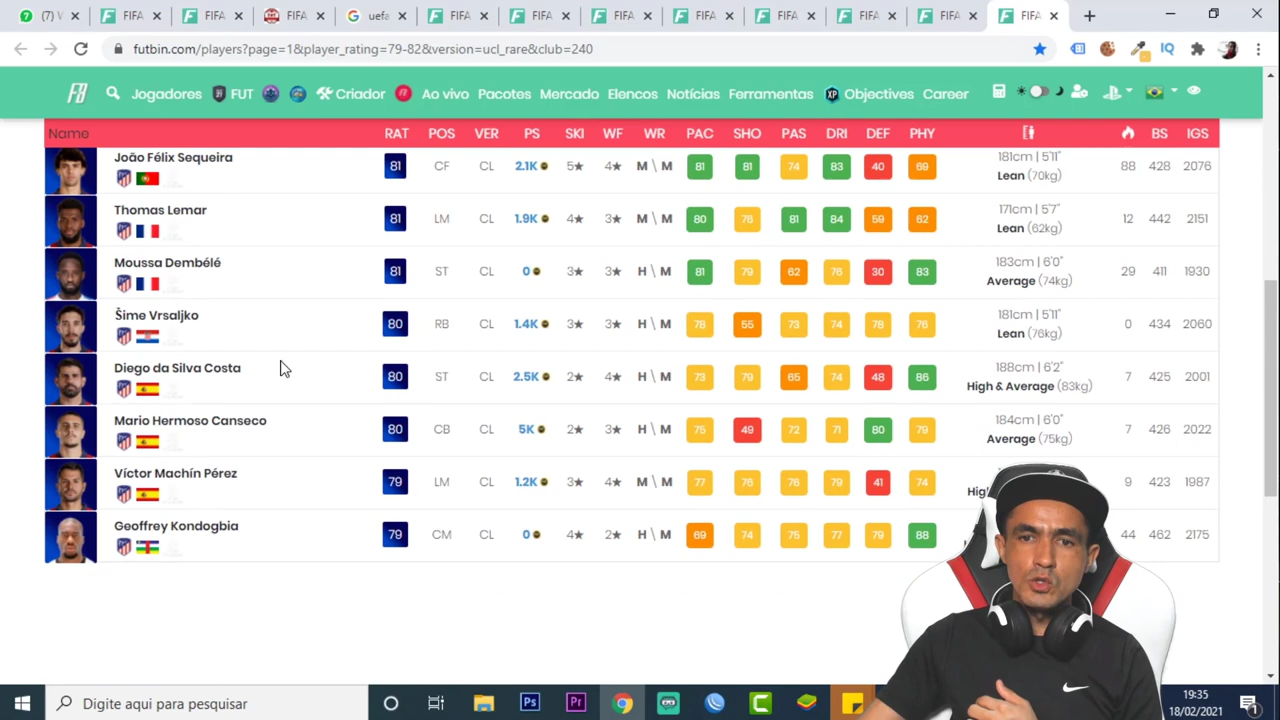 (7) V
FIFA
FIFA
FIFA
uefa
FIFA
FIFA
FIFA
FIFA
FIFA
FIFA
FIFA
FIFA
futbin.com/players?page=1&player_rating=79-82&version=ucl_rare&club=240
Jogadores FUT Criador Ao vivo Pacotes Mercado Elencos Notícias Ferramentas XP Objectives Career
Name RAT POS VER PS SKI WF WR PAC SHO PAS DRI DEF PHY BS IGS
João Félix Sequeira 81 CF CL 2.1K 5★ 4★ M \ M 81 81 74 83 40 69 181cm | 5'11" 88 428 2076
Lean (70kg)
Thomas Lemar 81 LM CL 1.9K 4★ 3★ M \ M 80 76 81 84 59 62 171cm | 5'7" 12 442 2151
Lean (62kg)
Moussa Dembélé 81 ST CL 0 3★ 3★ H \ M 81 79 62 76 30 83 183cm | 6'0" 29 411 1930
Average (74kg)
Šime Vrsaljko 80 RB CL 1.4K 3★ 3★ H \ M 78 55 73 74 78 76 181cm | 5'11" 0 434 2060
Lean (76kg)
Diego da Silva Costa 80 ST CL 2.5K 2★ 4★ H \ M 73 79 65 74 48 86 188cm | 6'2" 7 425 2001
High & Average (83kg)
Mario Hermoso Canseco 80 CB CL 5K 2★ 3★ H \ M 75 49 72 71 80 79 184cm | 6'0" 7 426 2022
Average (75kg)
Víctor Machín Pérez 79 LM CL 1.2K 3★ 4★ M \ M 77 76 78 79 41 74 9 423 1987
Geoffrey Kondogbia 79 CM CL 0 4★ 2★ H \ M 69 74 75 77 79 88 44 462 2175
Digite aqui para pesquisar
19:35
18/02/2021